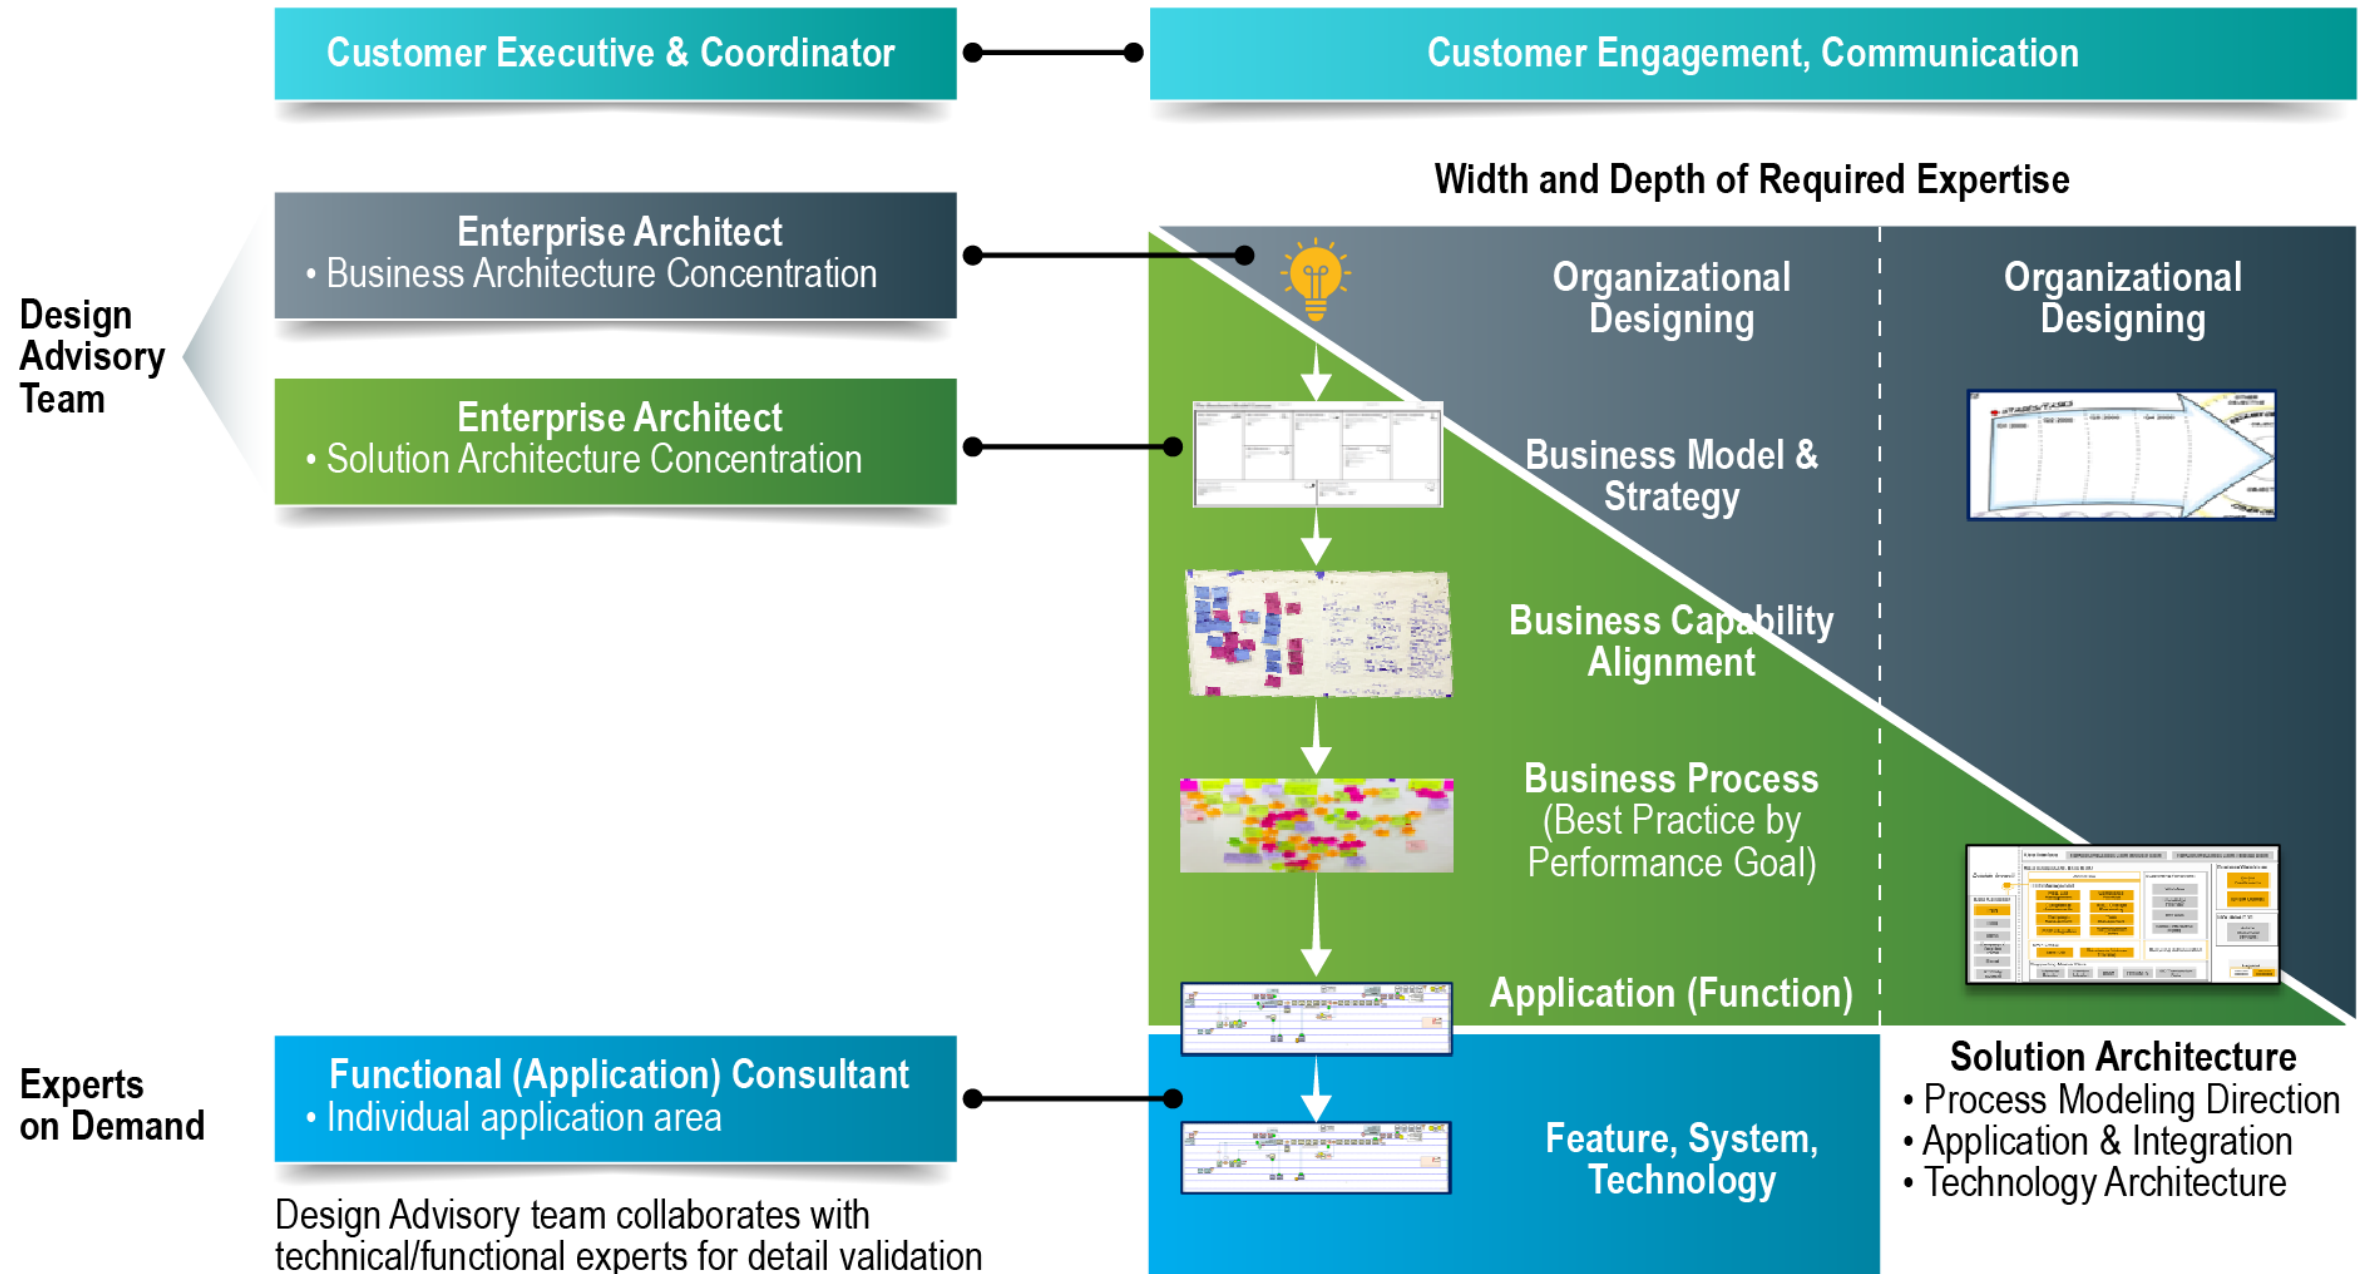 Customer Executive & Coordinator
Customer Engagement, Communication
Width and Depth of Required Expertise
Design
Advisory
Team
Enterprise Architect
• Business Architecture Concentration
Enterprise Architect
• Solution Architecture Concentration
Organizational
Designing
Organizational
Designing
Business Model &
Strategy
Business Capability
Alignment
Business Process
(Best Practice by
Performance Goal)
Application (Function)
Experts
on Demand
Functional (Application) Consultant
• Individual application area
Design Advisory team collaborates with
technical/functional experts for detail validation
Feature, System,
Technology
Solution Architecture
• Process Modeling Direction
• Application & Integration
• Technology Architecture